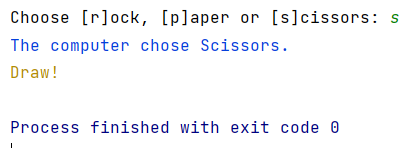 Choose [r]ock, [p]aper or [s]cissors: s
The computer chose Scissors.
Draw!
Process finished with exit code 0